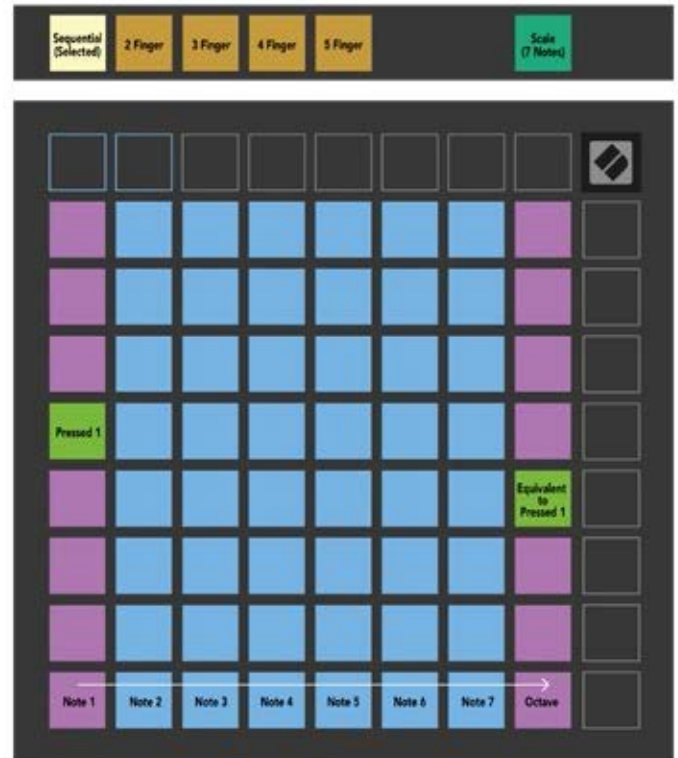 Sequential
(Selected)
2 Finger
3 Finger
4 Finger
5 Finger
Scale
(7 Notes)
Pressed 1
Equivalent
to
Pressed 1
Note 1
Note 2
Note 3
Note 4
Note 5
Note 6
Note 7
Octave